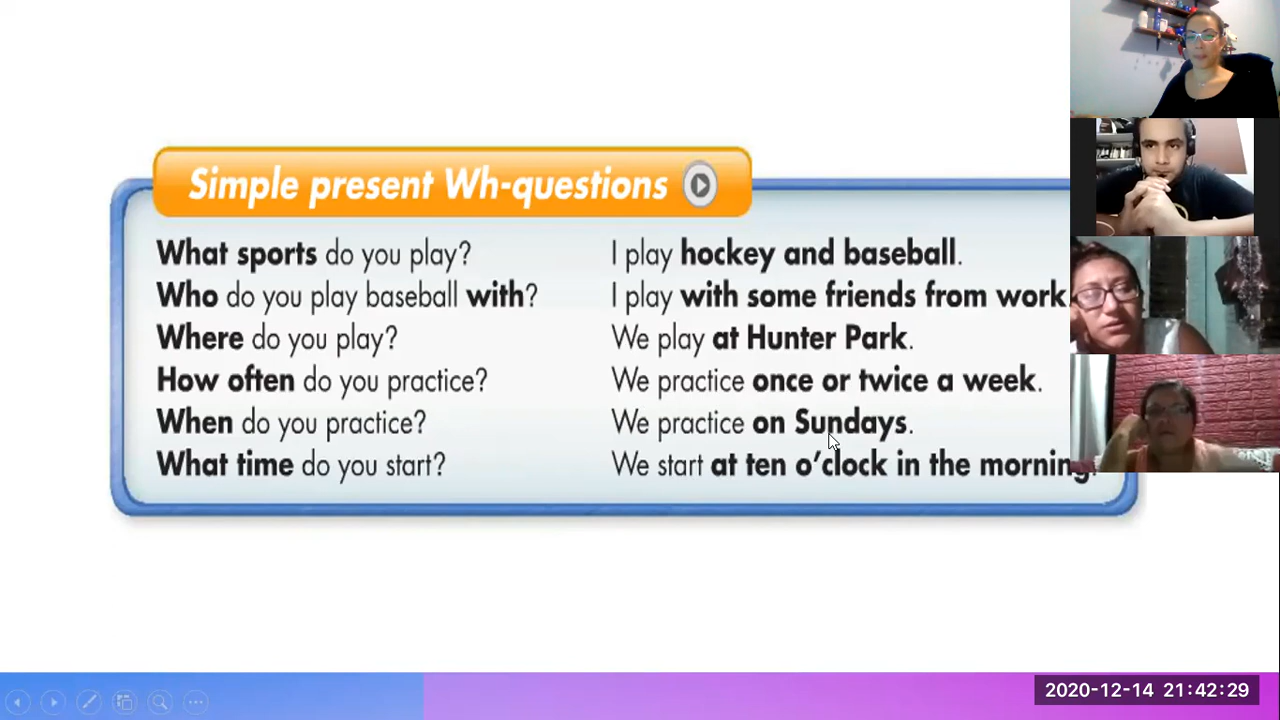 Simple present Wh-questions
What sports do you play? I play hockey and baseball.
Who do you play baseball with? I play with some friends from work
Where do you play? We play at Hunter Park.
How often do you practice? We practice once or twice a week.
When do you practice? We practice on Sundays.
What time do you start? We start at ten o'clock in the morning.
2020-12-14 21:42:29